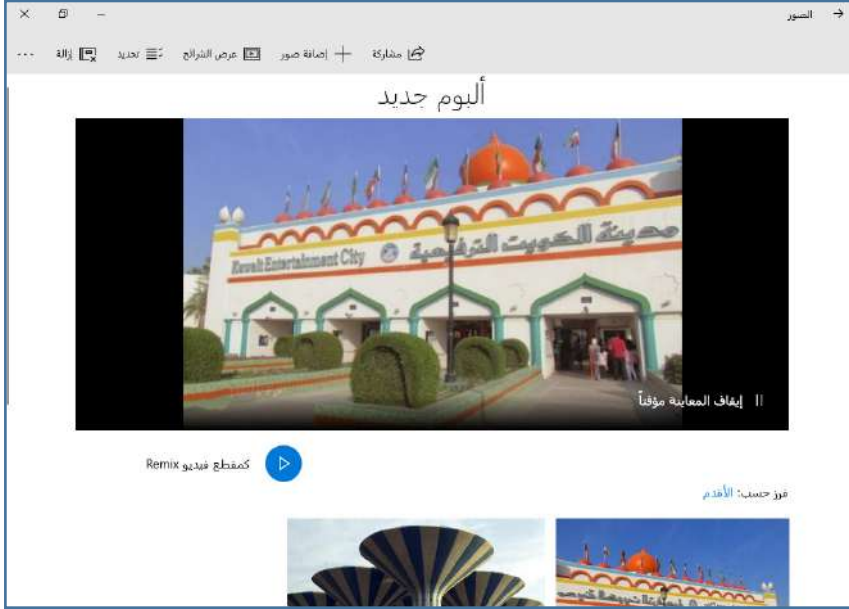 الصور
مشاركة
إضافة صور
عرض الشرائح
تحديد
إزالة
ألبوم جديد
مدينة الكويت الترفيهية
Kuwait Entertainment City
إيقاف المعاينة مؤقتاً
كمقطع فيديو Remix
فرز حسب: الأقدم